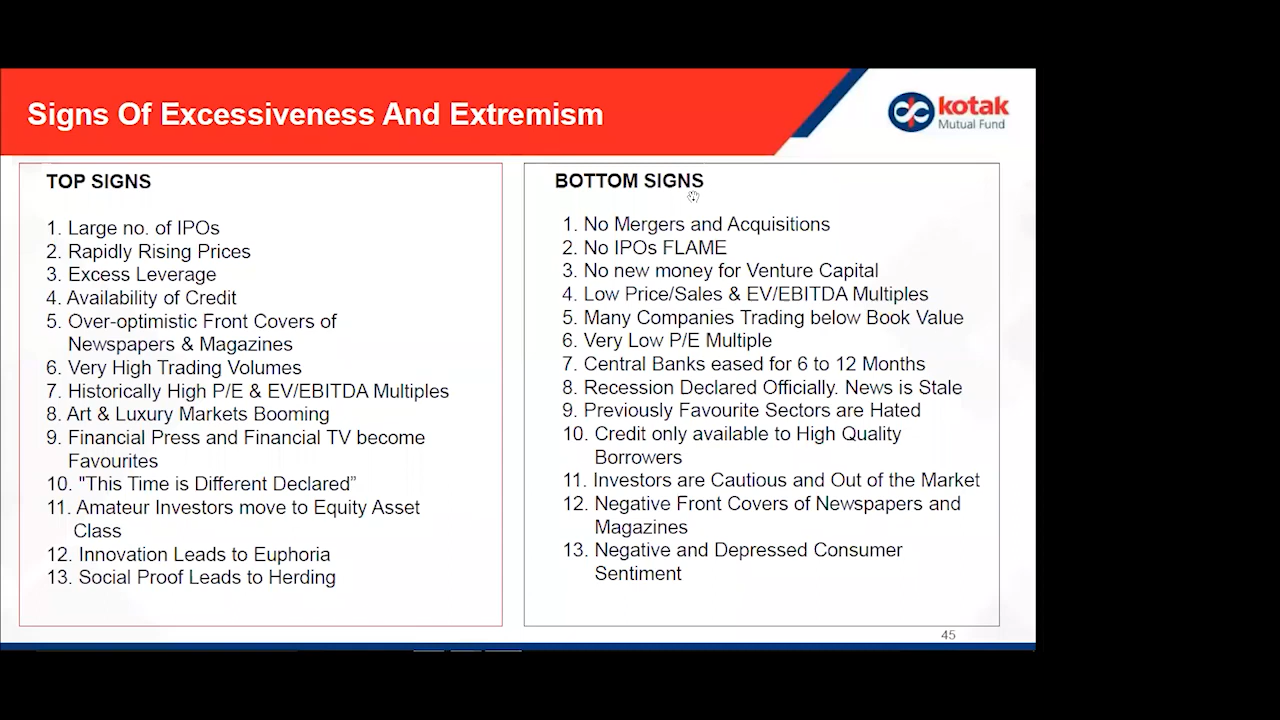 Signs Of Excessiveness And Extremism
kotak
Mutual Fund
TOP SIGNS
1. Large no. of IPOs
2. Rapidly Rising Prices
3. Excess Leverage
4. Availability of Credit
5. Over-optimistic Front Covers of
Newspapers & Magazines
6. Very High Trading Volumes
7. Historically High P/E & EV/EBITDA Multiples
8. Art & Luxury Markets Booming
9. Financial Press and Financial TV become
Favourites
10. "This Time is Different Declared”
11. Amateur Investors move to Equity Asset
Class
12. Innovation Leads to Euphoria
13. Social Proof Leads to Herding
BOTTOM SIGNS
1. No Mergers and Acquisitions
2. No IPOs FLAME
3. No new money for Venture Capital
4. Low Price/Sales & EV/EBITDA Multiples
5. Many Companies Trading below Book Value
6. Very Low P/E Multiple
7. Central Banks eased for 6 to 12 Months
8. Recession Declared Officially. News is Stale
9. Previously Favourite Sectors are Hated
10. Credit only available to High Quality
Borrowers
11. Investors are Cautious and Out of the Market
12. Negative Front Covers of Newspapers and
Magazines
13. Negative and Depressed Consumer
Sentiment
45